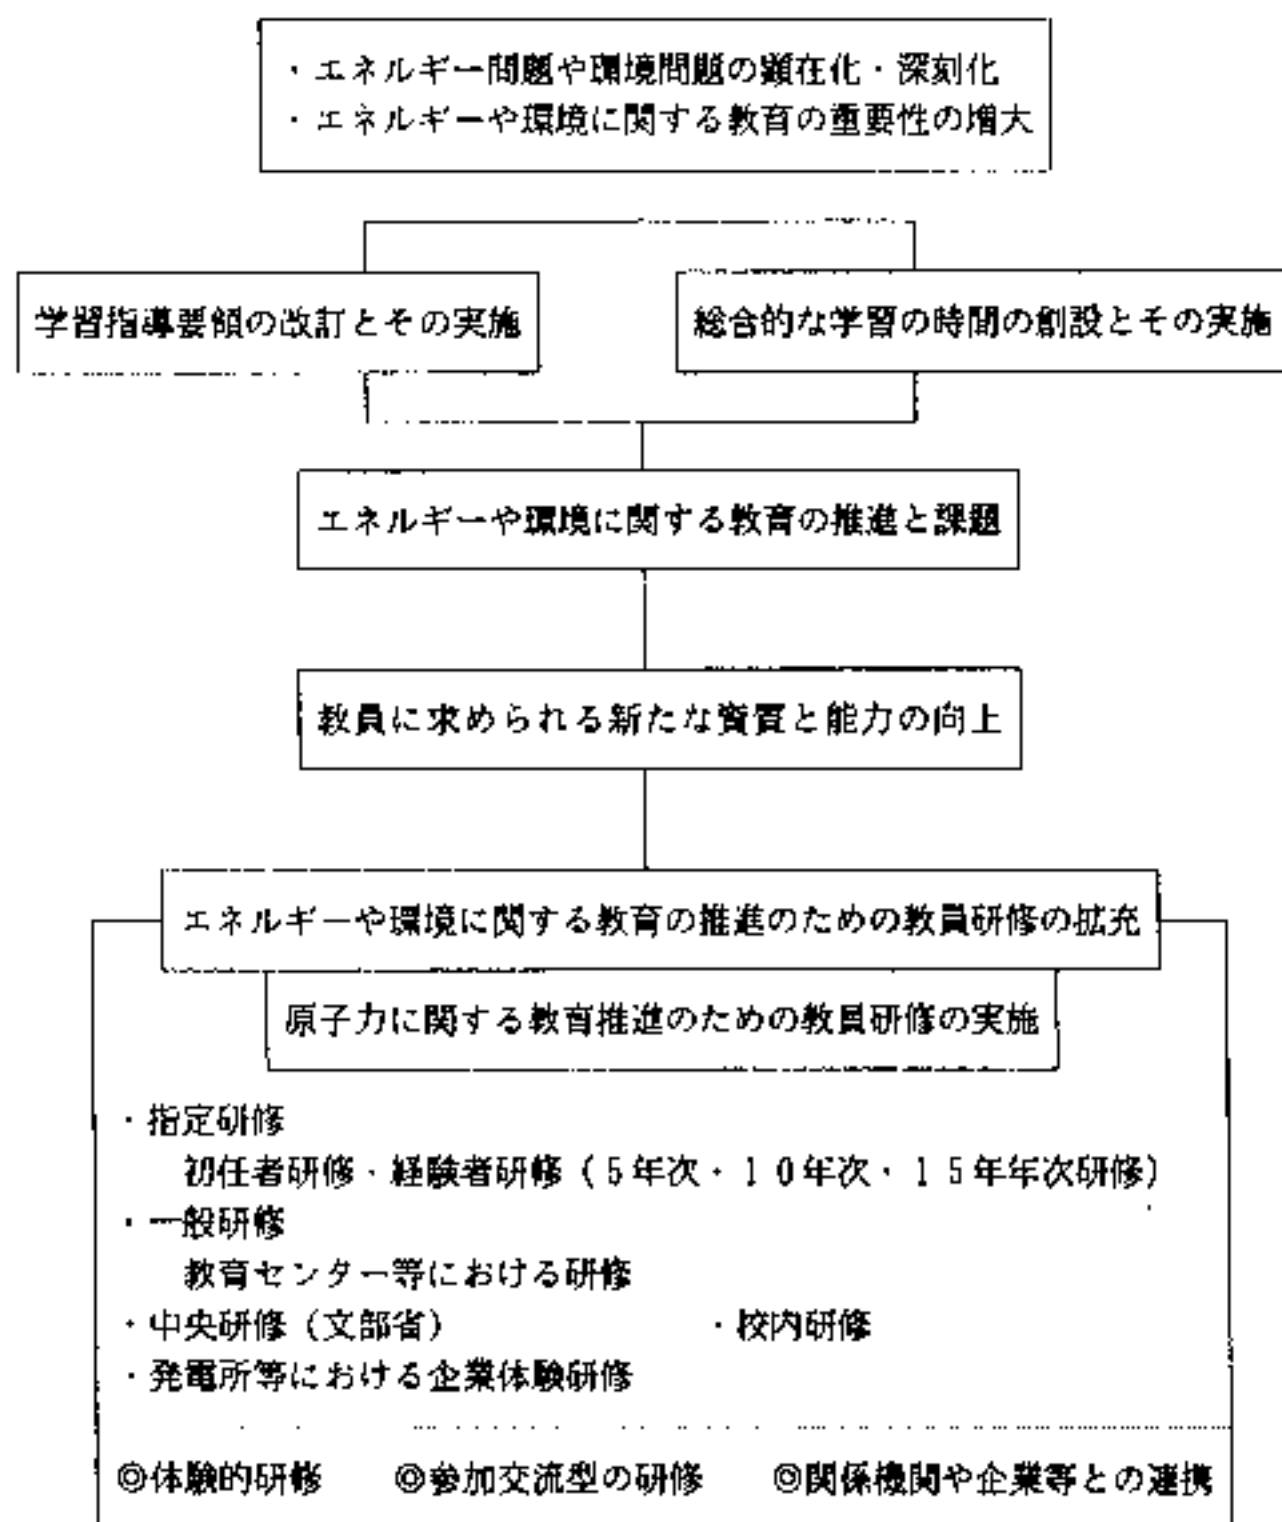 ・エネルギー問題や環境問題の顕在化・深刻化
・エネルギーや環境に関する教育の重要性の増大
学習指導要領の改訂とその実施
総合的な学習の時間の創設とその実施
エネルギーや環境に関する教育の推進と課題
教員に求められる新たな資質と能力の向上
エネルギーや環境に関する教育の推進のための教員研修の拡充
原子力に関する教育推進のための教員研修の実施
・指定研修
初任者研修・経験者研修（５年次・１０年次・１５年年次研修）
・一般研修
教育センター等における研修
・中央研修（文部省）　・校内研修
・発電所等における企業体験研修
◎体験的研修　◎参加交流型の研修　◎関係機関や企業等との連携